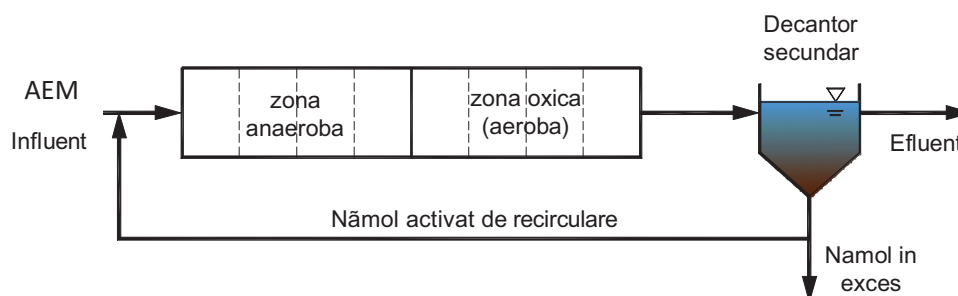 Decantor
secundar
AEM
Influent
zona
anaeroba
zona oxica
(aeroba)
Efluent
Nãmol activat de recirculare
Namol in
exces